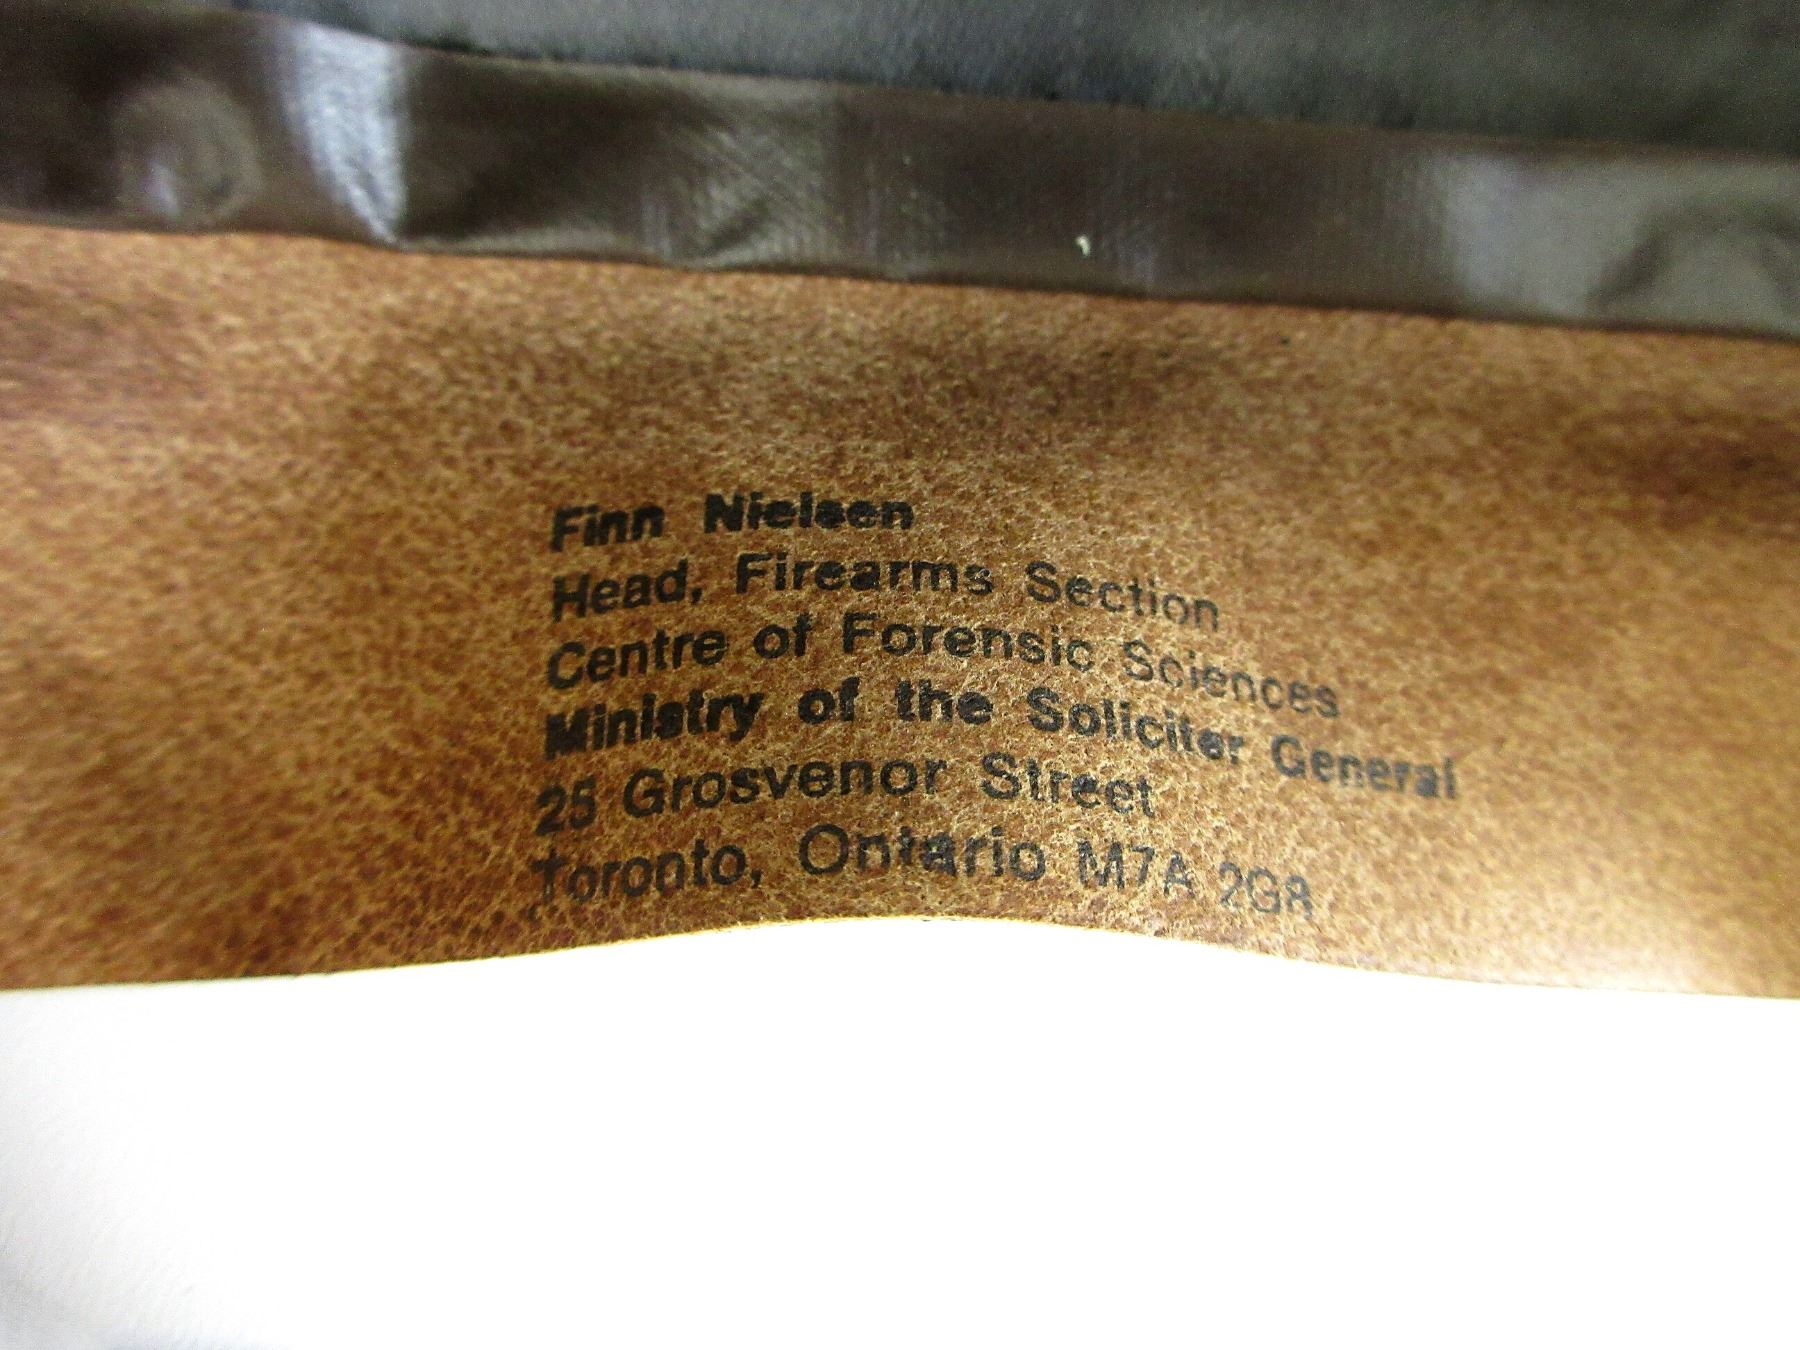 Finn Nielsen
Head, Firearms Section
Centre of Forensic Sciences
Ministry of the Soliciter General
25 Grosvenor Street
Toronto, Ontario M7A 2G8